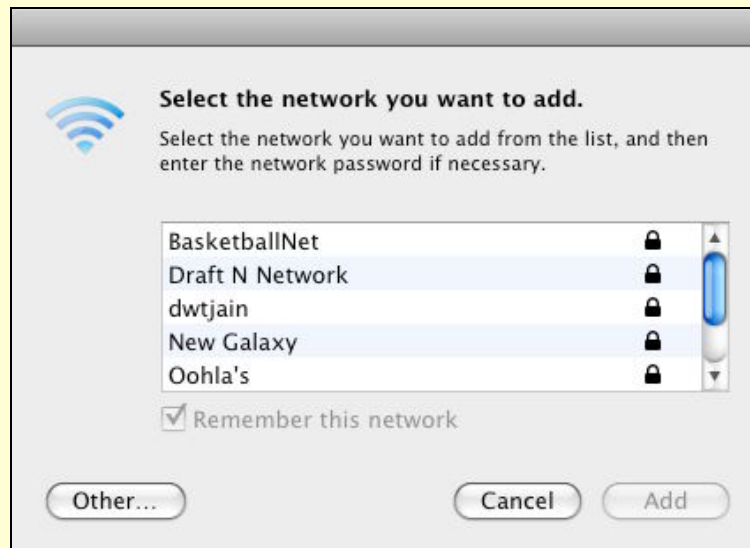 Select the network you want to add.
Select the network you want to add from the list, and then
enter the network password if necessary.
BasketballNet
Draft N Network
dwtjain
New Galaxy
Oohla's
Remember this network
Other... Cancel Add